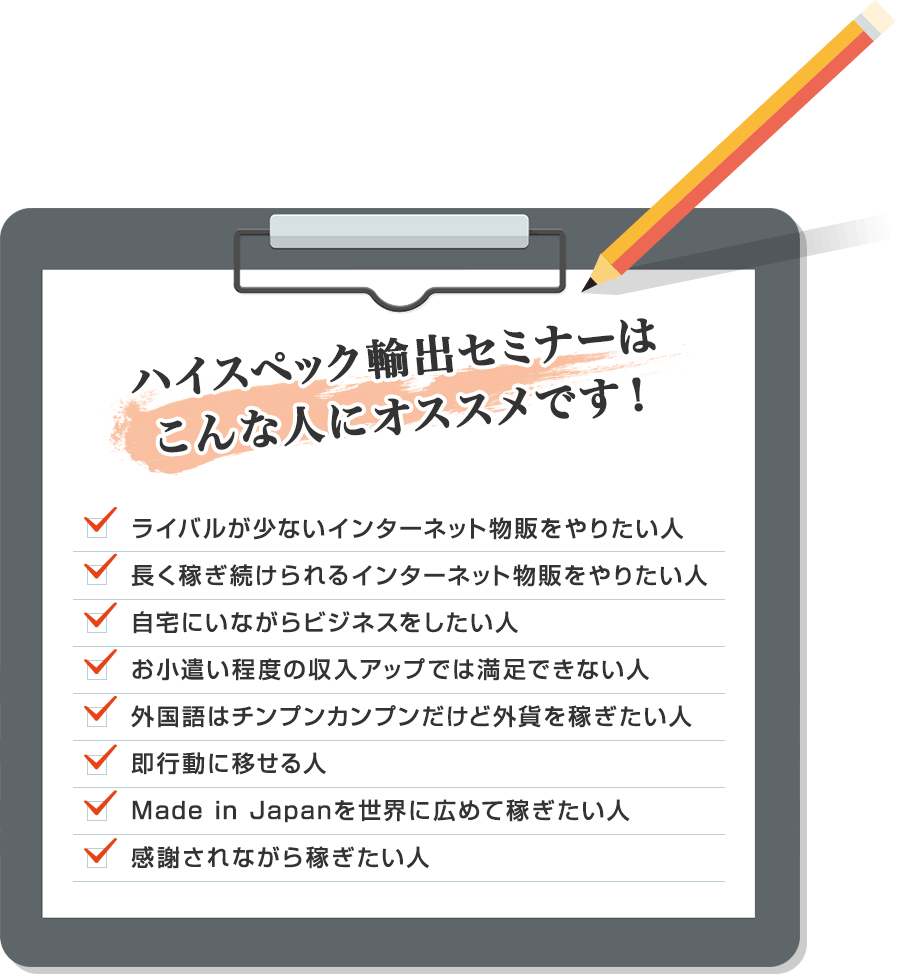 ハイスペック輸出セミナーは
こんな人にオススメです！
ライバルが少ないインターネット物販をやりたい人
長く稼ぎ続けられるインターネット物販をやりたい人
自宅にいながらビジネスをしたい人
お小遣い程度の収入アップでは満足できない人
外国語はチンプンカンプンだけど外貨を稼ぎたい人
即行動に移せる人
Made in Japanを世界に広めて稼ぎたい人
感謝されながら稼ぎたい人